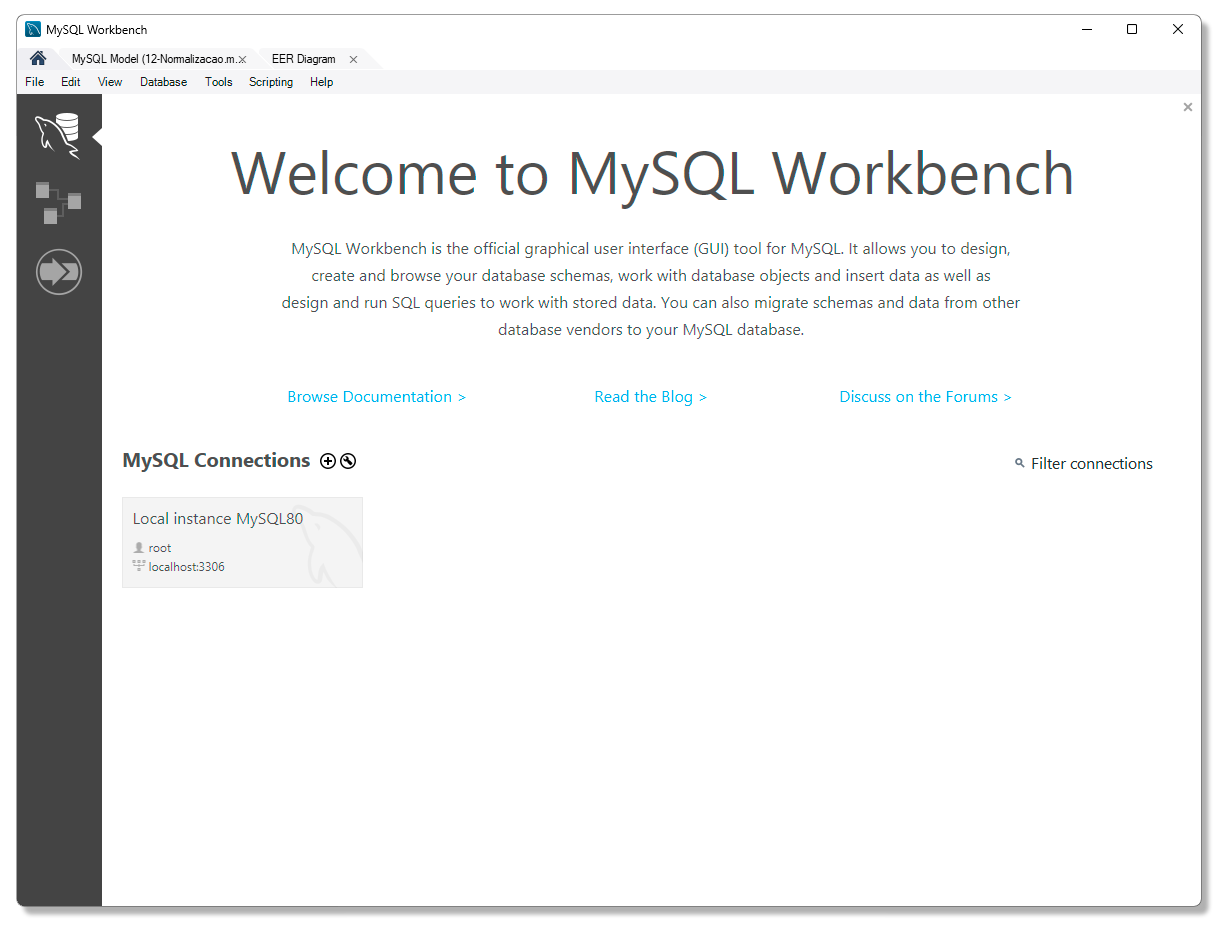 MySQL Workbench
MySQL Model (12-Normalizacao.m. EER Diagram
File Edit View Database Tools Scripting Help
Welcome to MySQL Workbench
MySQL Workbench is the official graphical user interface (GUI) tool for MySQL. It allows you to design,
create and browse your database schemas, work with database objects and insert data as well as
design and run SQL queries to work with stored data. You can also migrate schemas and data from other
database vendors to your MySQL database.
Browse Documentation > Read the Blog > Discuss on the Forums >
MySQL Connections Filter connections
Local instance MySQL80
root
localhost:3306